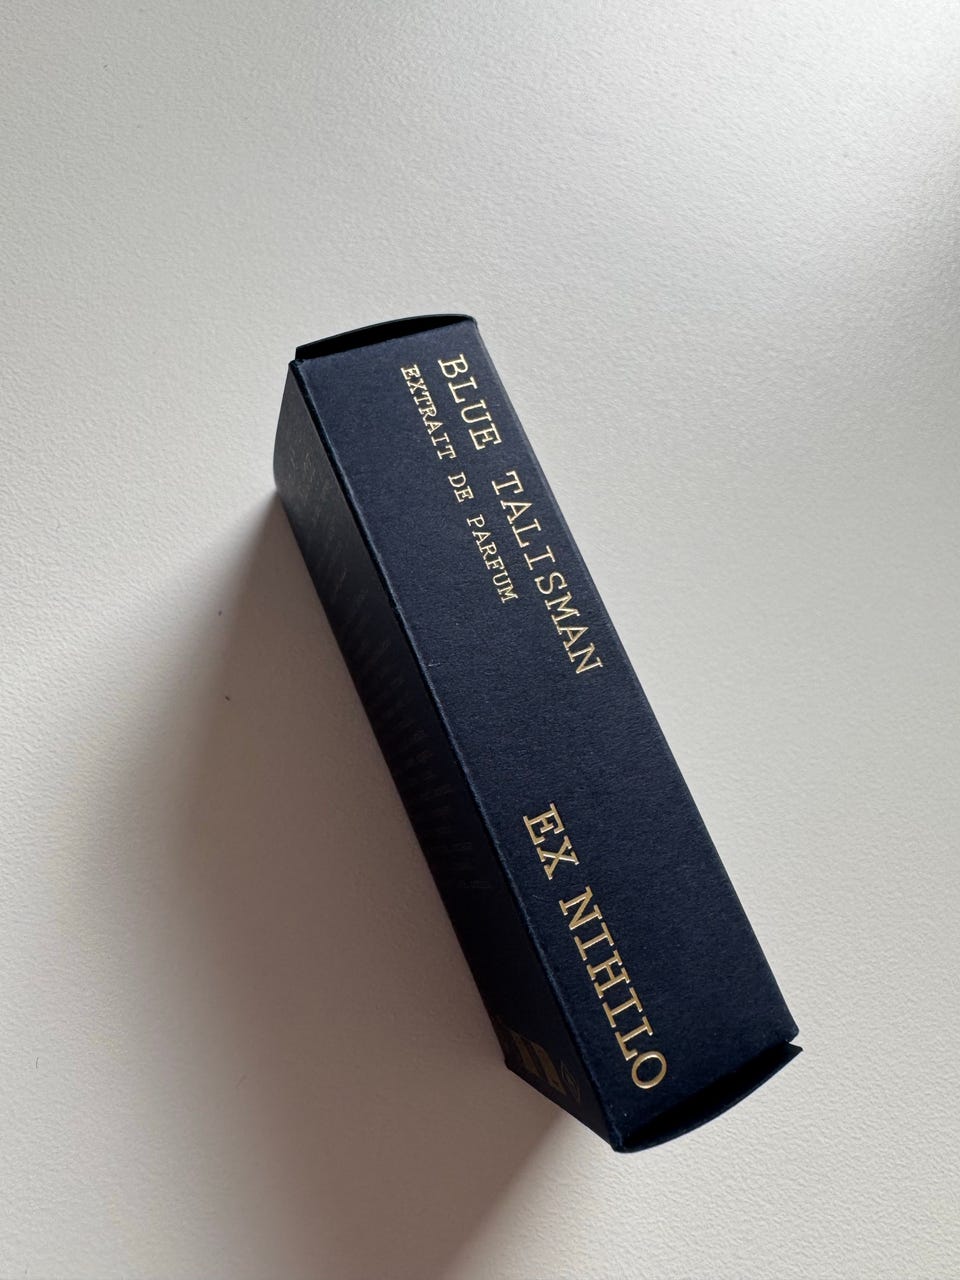 BLUE TALISMAN
EXTRAIT DE PARFUM
EX NIHILO